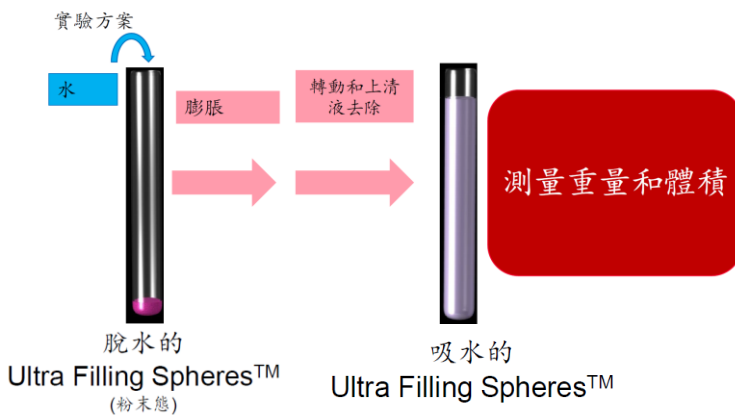 實驗方案
水
膨脹
轉動和上清
液去除
測量重量和體積
脫水的
Ultra Filling Spheres™
(粉末態)
吸水的
Ultra Filling Spheres™